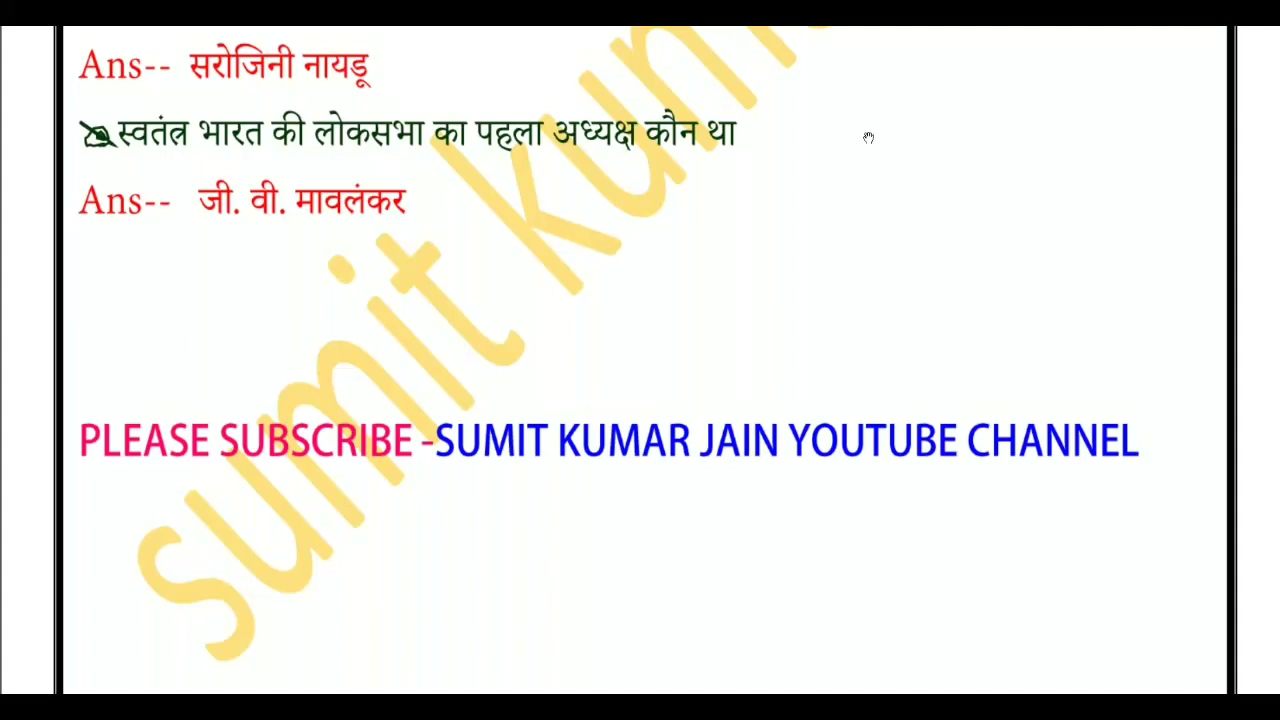 Ans-- सरोजिनी नायडू
स्वतंत्र भारत की लोकसभा का पहला अध्यक्ष कौन था
Ans-- जी. वी. मावलंकर
PLEASE SUBSCRIBE -SUMIT KUMAR JAIN YOUTUBE CHANNEL
sumit